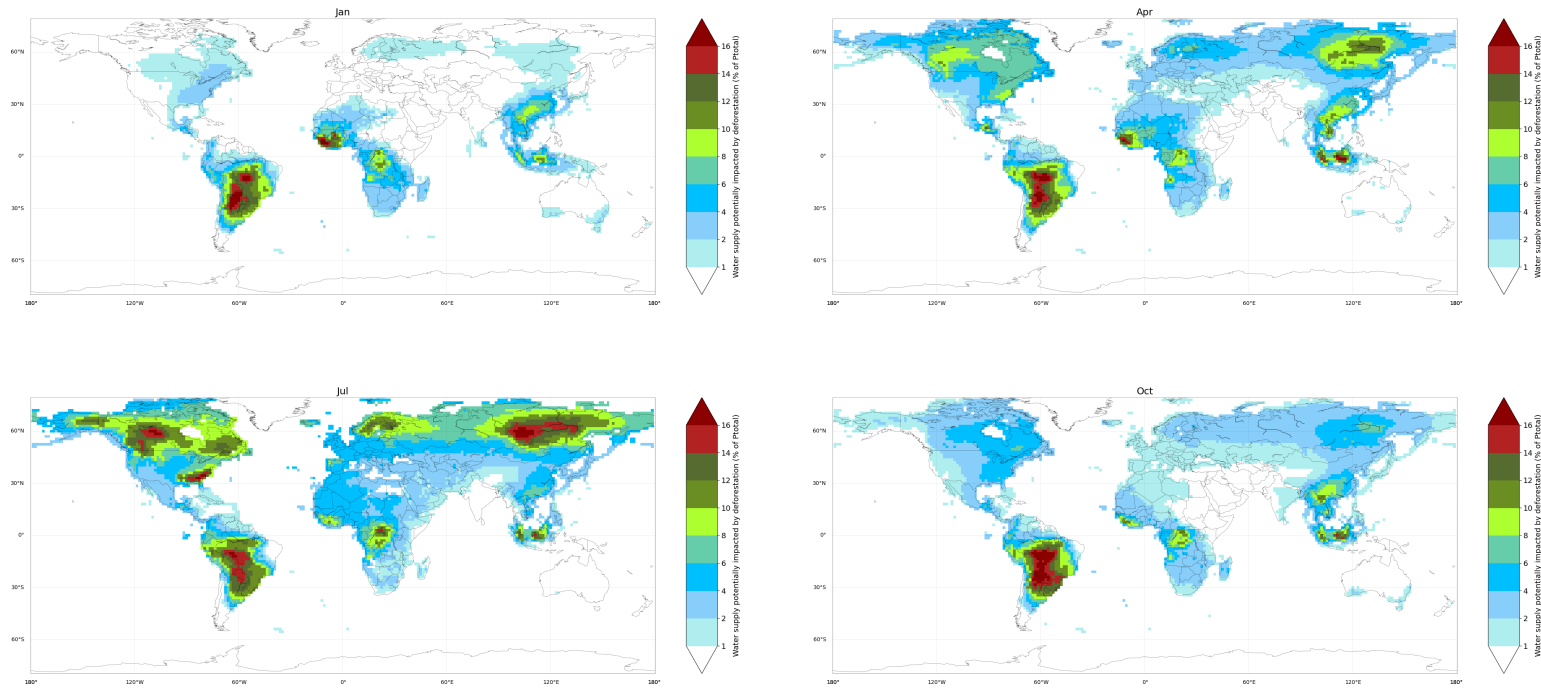 Jan
60°N
30°N
0°
30°S
60°S
180°
120°W
60°W
0°
60°E
120°E
180°
16
14
12
10
8
6
4
2
1
Water supply potentially impacted by deforestation (% of Ptotal)
Apr
60°N
30°N
0°
30°S
60°S
180°
120°W
60°W
0°
60°E
120°E
180°
16
14
12
10
8
6
4
2
1
Water supply potentially impacted by deforestation (% of Ptotal)
Jul
60°N
30°N
0°
30°S
60°S
180°
120°W
60°W
0°
60°E
120°E
180°
16
14
12
10
8
6
4
2
1
Water supply potentially impacted by deforestation (% of Ptotal)
Oct
60°N
30°N
0°
30°S
60°S
180°
120°W
60°W
0°
60°E
120°E
180°
16
14
12
10
8
6
4
2
1
Water supply potentially impacted by deforestation (% of Ptotal)